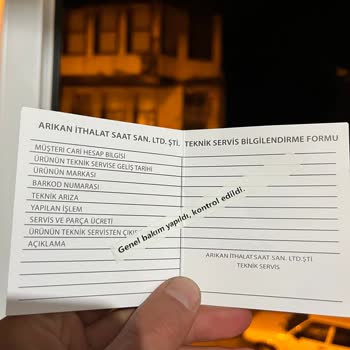 ARIKAN İTHALAT SAAT SAN. LTD. ŞTİ. TEKNİK SERVİS BİLGİLENDİRME FORMU
MÜŞTERİ CARİ HESAP BİLGİSİ
ÜRÜNÜN TEKNİK SERVİSE GELİŞ TARİHİ
ÜRÜNÜN MARKASI
BARKOD NUMARASI
TEKNİK ARIZA
YAPILAN İŞLEM
SERVİS VE PARÇA ÜCRETİ
ÜRÜNÜN TEKNİK SERVİSTEN ÇIKIŞ
AÇIKLAMA
Genel bakım yapıldı, kontrol edildi.
ARIKAN İTHALAT SAAT SAN. LTD.ŞTİ
TEKNİK SERVİS